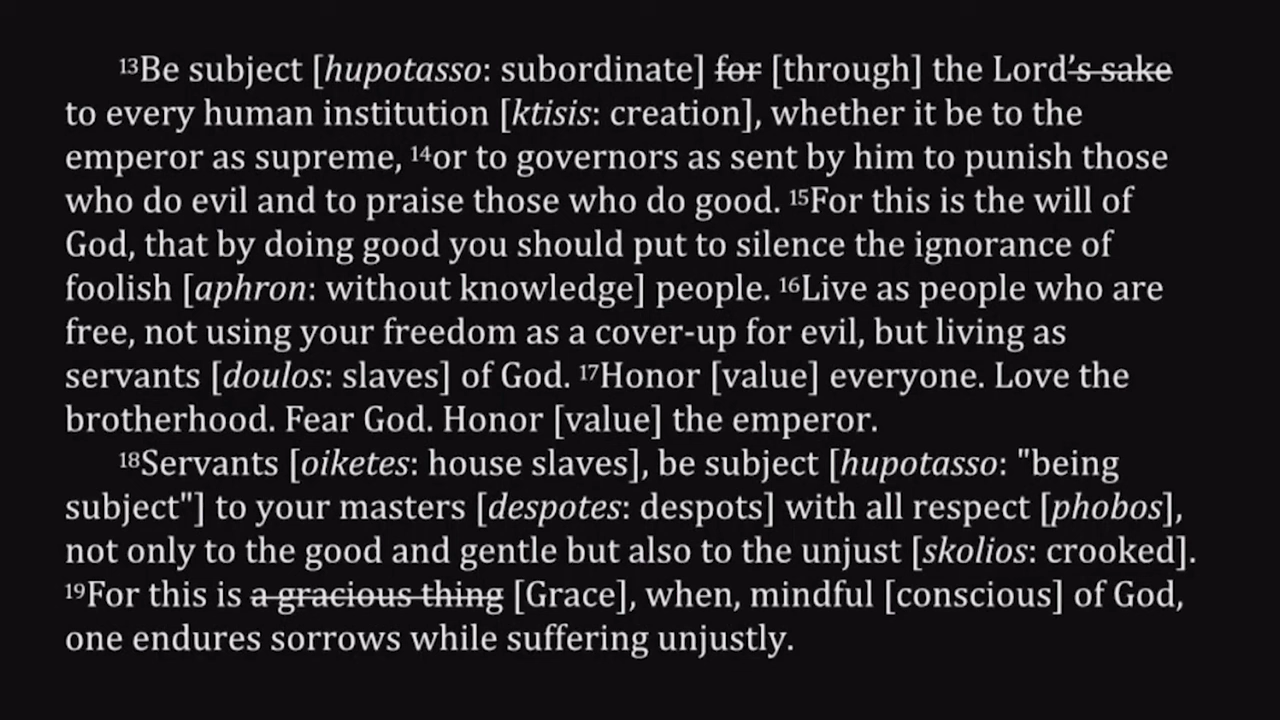 ¹³Be subject [hupotasso: subordinate] for [through] the Lord's sake
to every human institution [ktisis: creation], whether it be to the
emperor as supreme, ¹⁴or to governors as sent by him to punish those
who do evil and to praise those who do good. ¹⁵For this is the will of
God, that by doing good you should put to silence the ignorance of
foolish [aphron: without knowledge] people. ¹⁶Live as people who are
free, not using your freedom as a cover-up for evil, but living as
servants [doulos: slaves] of God. ¹⁷Honor [value] everyone. Love the
brotherhood. Fear God. Honor [value] the emperor.
¹⁸Servants [oiketes: house slaves], be subject [hupotasso: "being
subject"] to your masters [despotes: despots] with all respect [phobos],
not only to the good and gentle but also to the unjust [skolios: crooked].
¹⁹For this is a gracious thing [Grace], when, mindful [conscious] of God,
one endures sorrows while suffering unjustly.